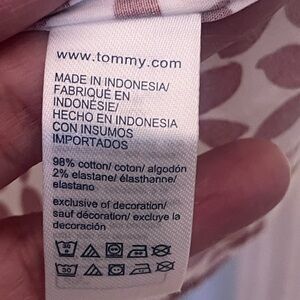 www.tommy.com
MADE IN INDONESIA/
FABRIQUÉ EN
INDONÉSIE/
HECHO EN INDONESIA
CON INSUMOS
IMPORTADOS
98% cotton/ coton/ algodón
2% elastane/ élasthanne/
elastano
exclusive of decoration/
sauf décoration/ excluye la
decoración
30
30